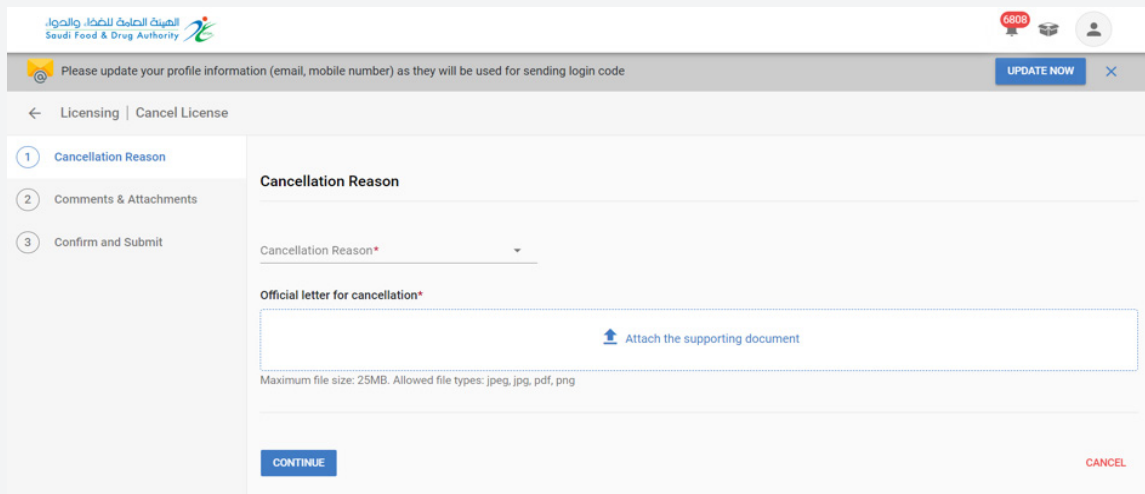 الهيئة العامة للغذاء والدواء
Saudi Food & Drug Authority
6808
Please update your profile information (email, mobile number) as they will be used for sending login code
UPDATE NOW
Licensing | Cancel License
1 Cancellation Reason
2 Comments & Attachments
3 Confirm and Submit
Cancellation Reason
Cancellation Reason*
Official letter for cancellation*
Attach the supporting document
Maximum file size: 25MB. Allowed file types: jpeg, jpg, pdf, png
CONTINUE
CANCEL